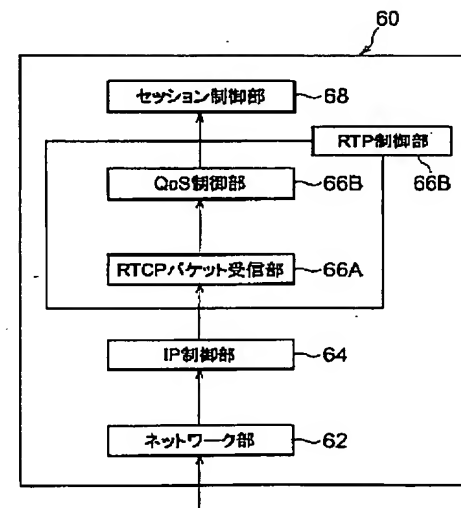 60
セッション制御部 68
RTP制御部
66B
QoS制御部 66B
RTCPパケット受信部 66A
IP制御部 64
ネットワーク部 62